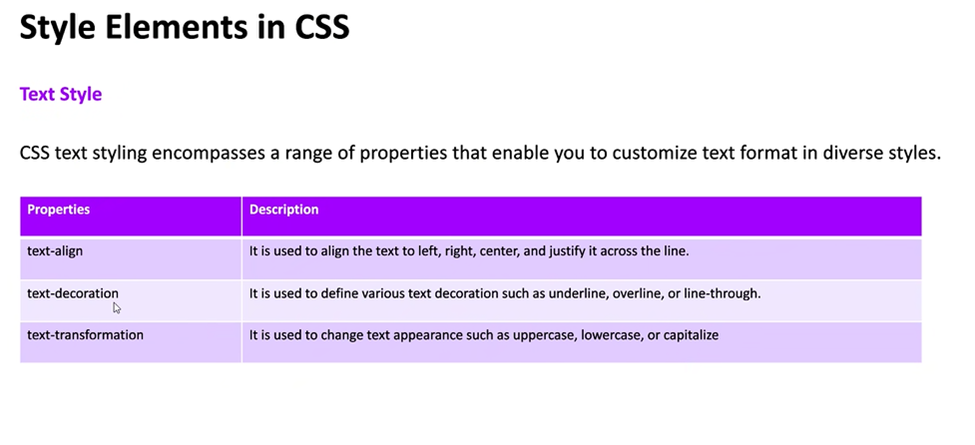 Style Elements in CSS
Text Style
CSS text styling encompasses a range of properties that enable you to customize text format in diverse styles.
Properties Description
text-align It is used to align the text to left, right, center, and justify it across the line.
text-decoration It is used to define various text decoration such as underline, overline, or line-through.
text-transformation It is used to change text appearance such as uppercase, lowercase, or capitalize